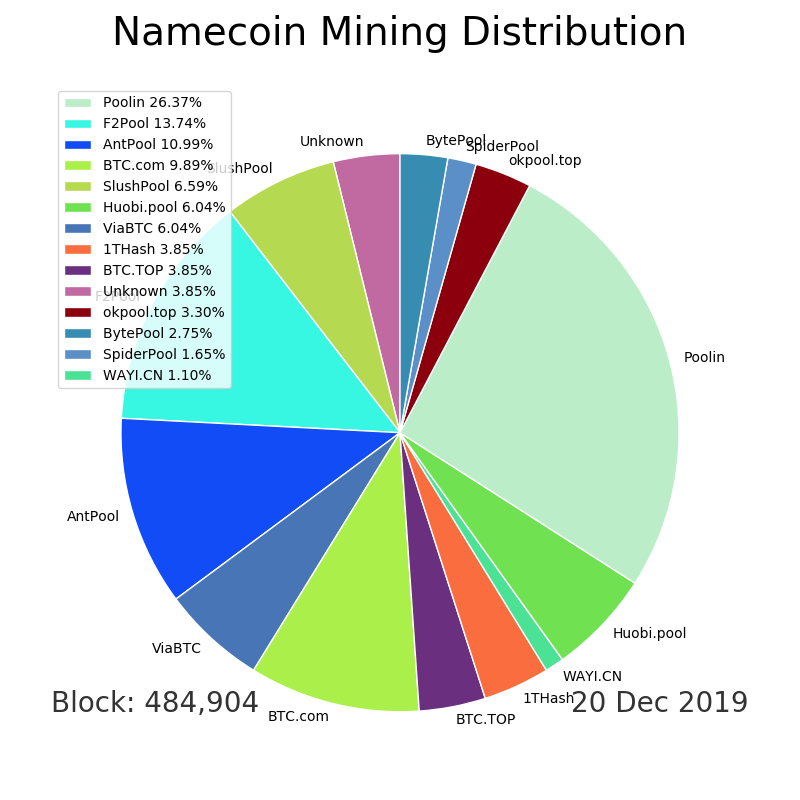 Namecoin Mining Distribution
Poolin 26.37%
F2Pool 13.74%
AntPool 10.99%
BTC.com 9.89%
SlushPool 6.59%
Huobi.pool 6.04%
ViaBTC 6.04%
1THash 3.85%
BTC.TOP 3.85%
Unknown 3.85%
okpool.top 3.30%
BytePool 2.75%
SpiderPool 1.65%
WAYI.CN 1.10%
Unknown
BytePool
SpiderPool
okpool.top
SlushPool
F2Pool
Poolin
AntPool
Huobi.pool
ViaBTC
WAYI.CN
1THash
BTC.com
BTC.TOP
Block: 484,904
20 Dec 2019